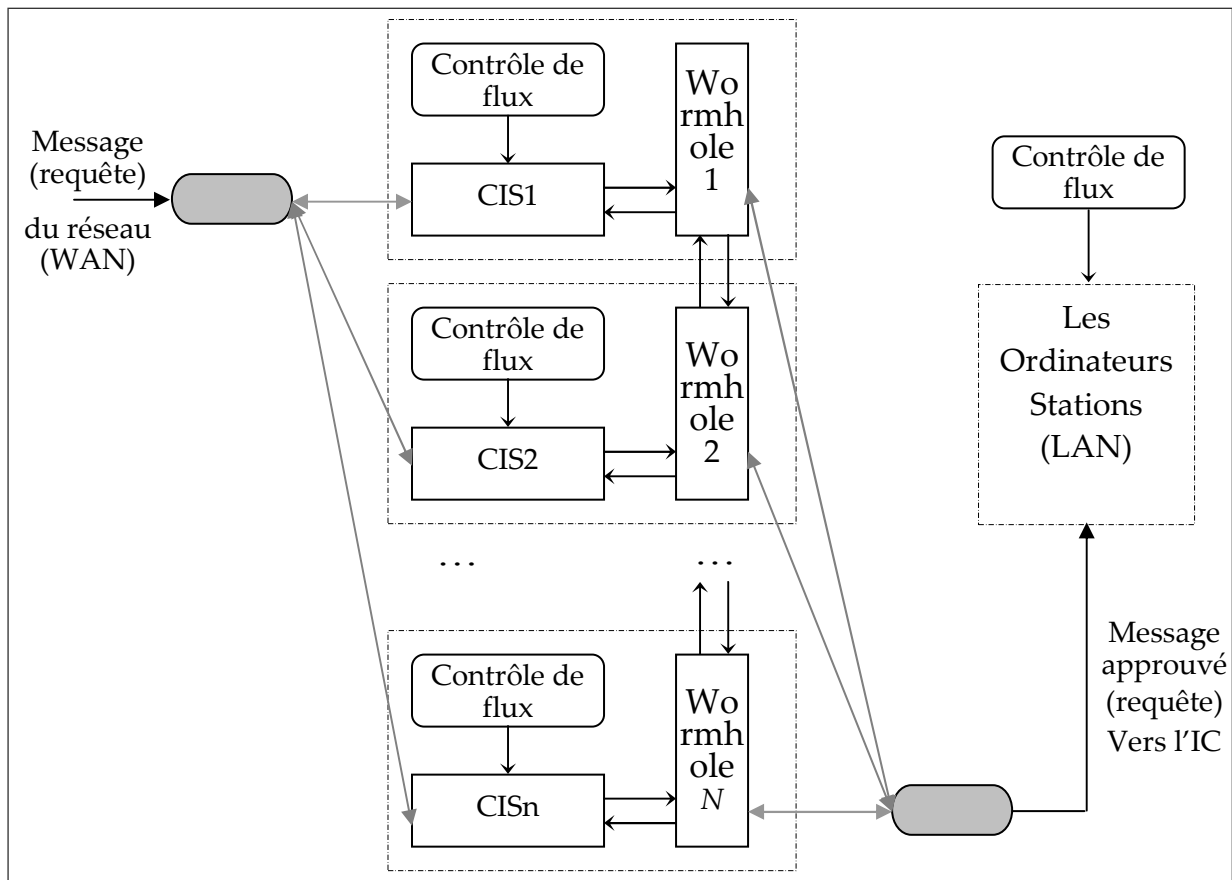 Message
(requête)
du réseau
(WAN)
Contrôle de
flux
CIS1
Wo
rmh
ole
1
Contrôle de
flux
CIS2
Wo
rmh
ole
2
... ...
Contrôle de
flux
CISn
Wo
rmh
ole
N
Contrôle de
flux
Les
Ordinateurs
Stations
(LAN)
Message
approuvé
(requête)
Vers l'IC